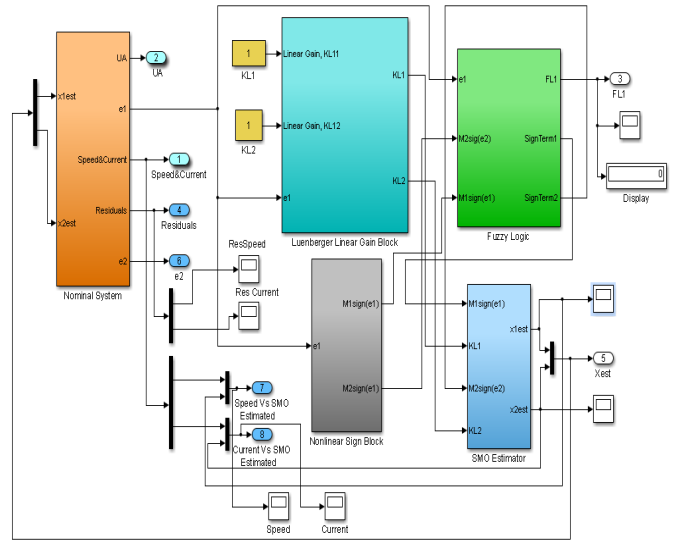 UA
x1est
e1
Speed&Current
Residuals
x2est
e2
Nominal System
2
UA
1
Speed&Current
4
Residuals
6
e2
ResSpeed
Res Current
7
Speed Vs SMO
Estimated
8
Current Vs SMO
Estimated
Speed
Current
1
KL1
1
KL2
Linear Gain, KL11
KL1
Linear Gain, KL12
KL2
e1
Luenberger Linear Gain Block
M1sign(e1)
e1
M2sign(e1)
Nonlinear Sign Block
e1
FL1
M2sig(e2)
SignTerm1
M1sign(e1)
SignTerm2
Fuzzy Logic
3
FL1
0
Display
M1sign(e1)
x1est
KL1
M2sign(e2)
x2est
KL2
SMO Estimator
5
Xest